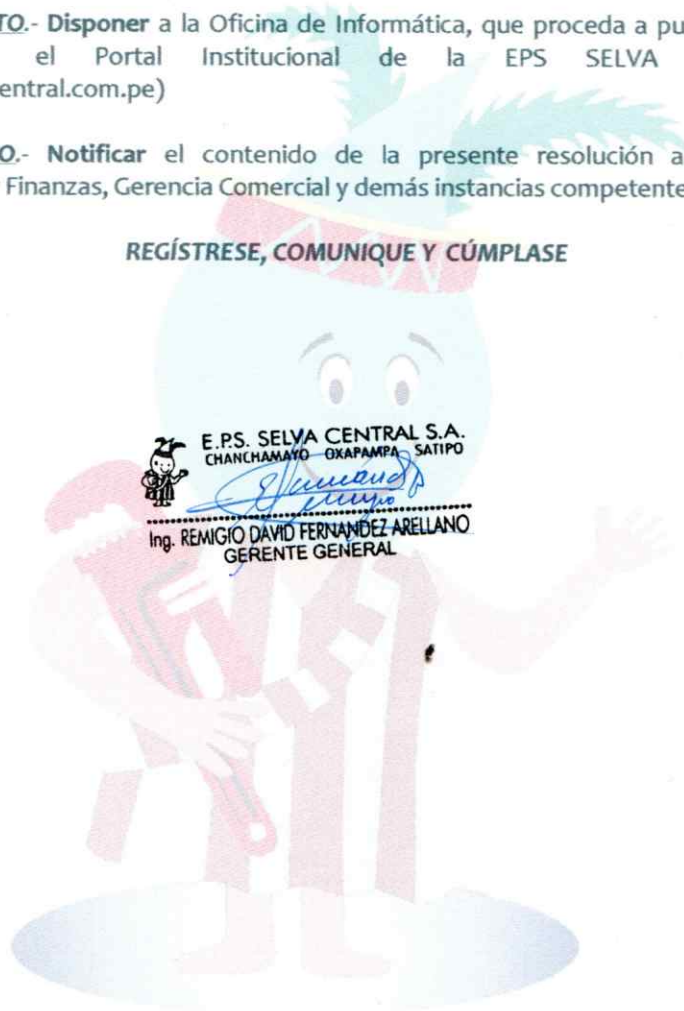 TO.- Disponer a la Oficina de Informática, que proceda a pu
el Portal Institucional de la EPS SELVA
entral.com.pe)
O.- Notificar el contenido de la presente resolución a
Finanzas, Gerencia Comercial y demás instancias competente
REGÍSTRESE, COMUNIQUE Y CÚMPLASE
E.P.S. SELVA CENTRAL S.A.
CHANCHAMAYO OXAPAMPA SATIPO
Ing. REMIGIO DAVID FERNANDEZ ARELLANO
GERENTE GENERAL